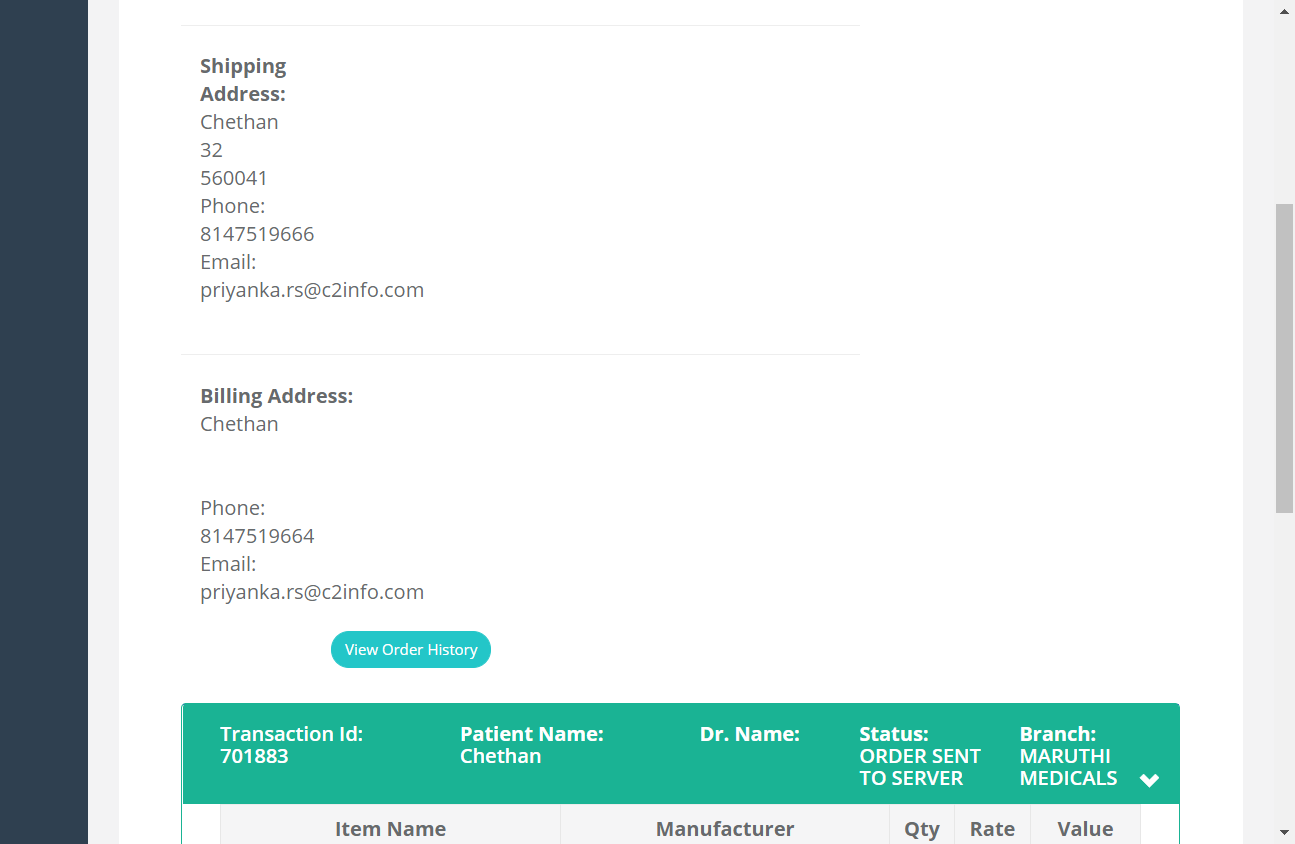 Shipping
Address:
Chethan
32
560041
Phone:
8147519666
Email:
priyanka.rs@c2info.com
Billing Address:
Chethan
Phone:
8147519664
Email:
priyanka.rs@c2info.com
View Order History
Transaction Id:
701883
Patient Name:
Chethan
Dr. Name:
Status:
ORDER SENT
TO SERVER
Branch:
MARUTHI
MEDICALS
Item Name Manufacturer Qty Rate Value